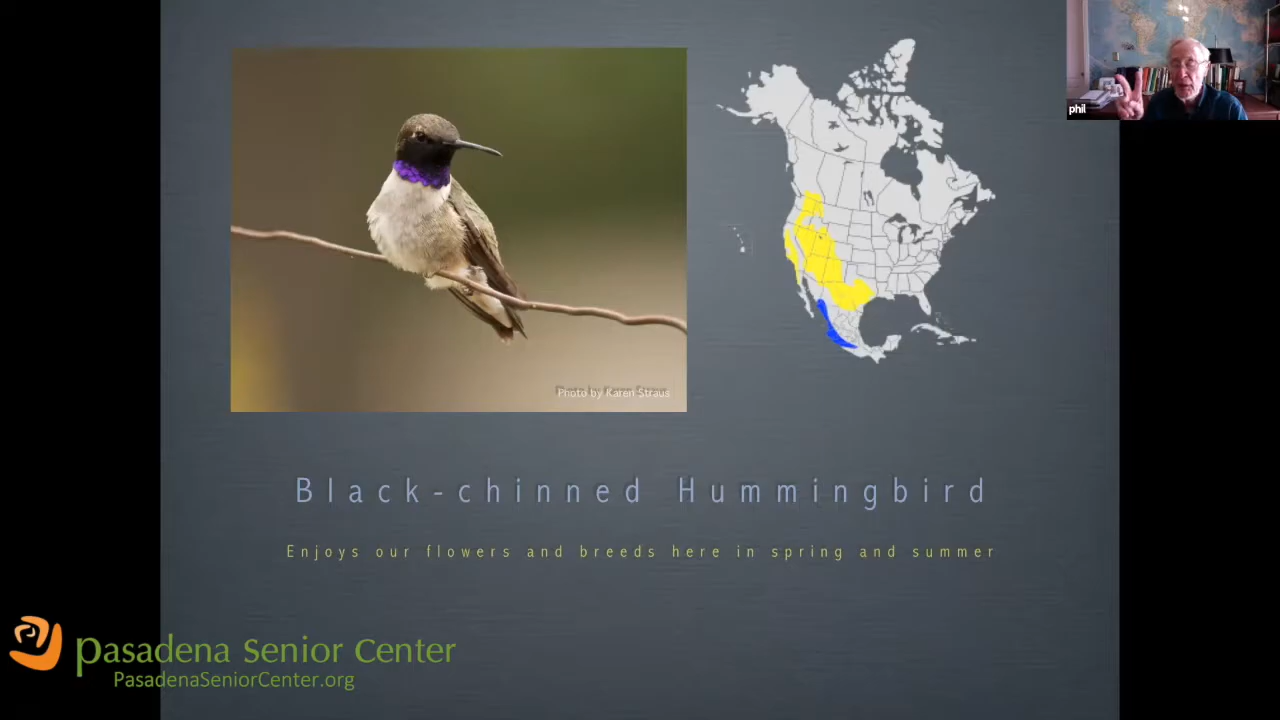 phil
Photo by Karen Straus
Black-chinned Hummingbird
Enjoys our flowers and breeds here in spring and summer
pasadena Senior Center
PasadenaSeniorCenter.org